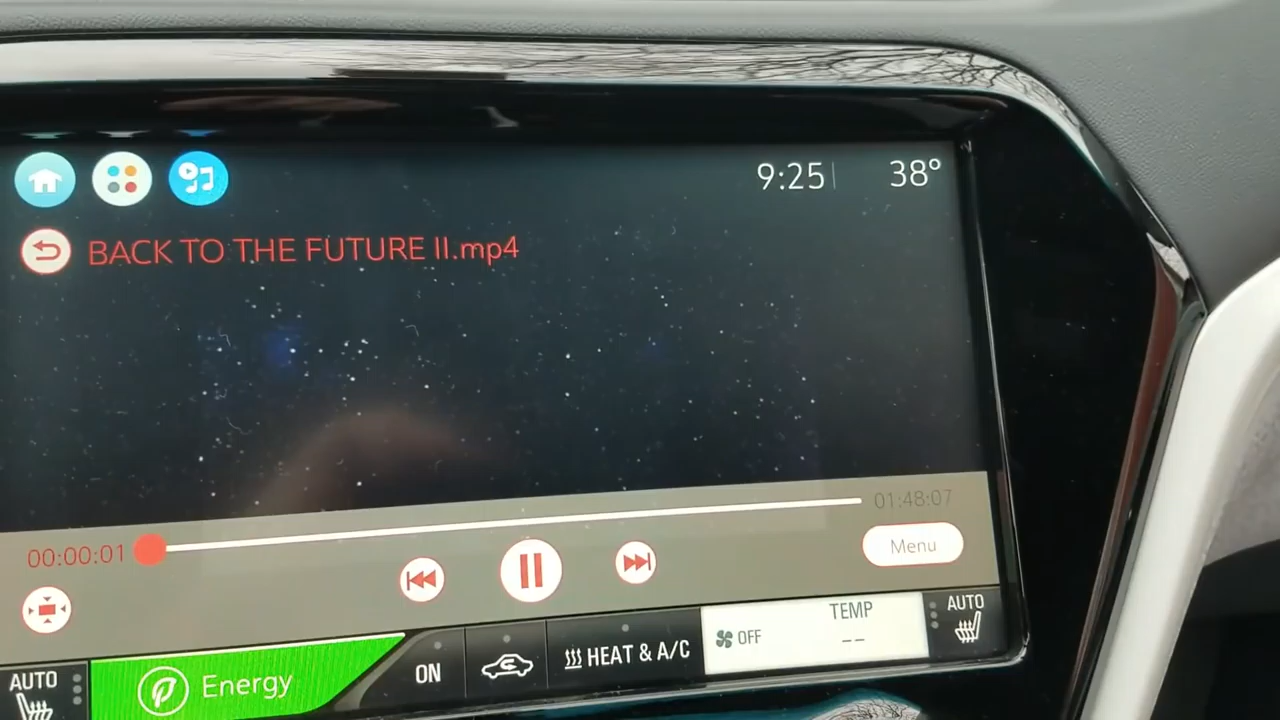 9:25 38°
BACK TO THE FUTURE II.mp4
00:00:01 01:48:07
Menu
AUTO Energy ON HEAT & A/C OFF TEMP -- AUTO